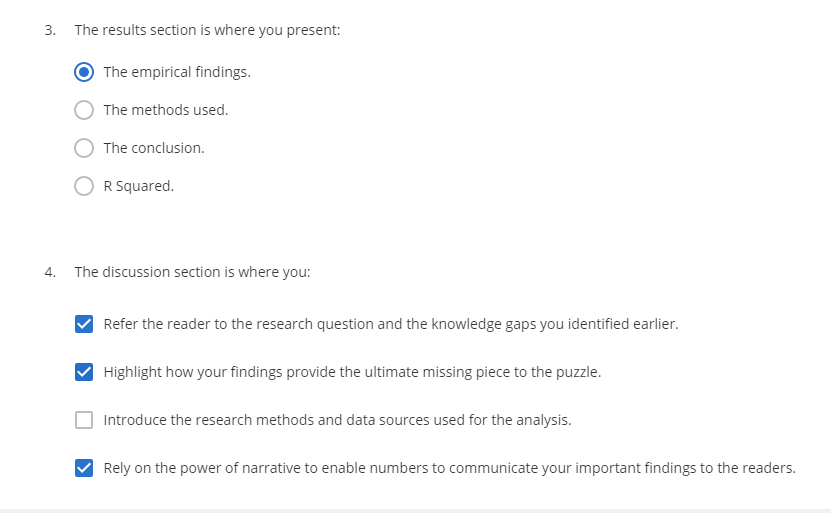 3. The results section is where you present:
The empirical findings.
The methods used.
The conclusion.
R Squared.
4. The discussion section is where you:
Refer the reader to the research question and the knowledge gaps you identified earlier.
Highlight how your findings provide the ultimate missing piece to the puzzle.
Introduce the research methods and data sources used for the analysis.
Rely on the power of narrative to enable numbers to communicate your important findings to the readers.